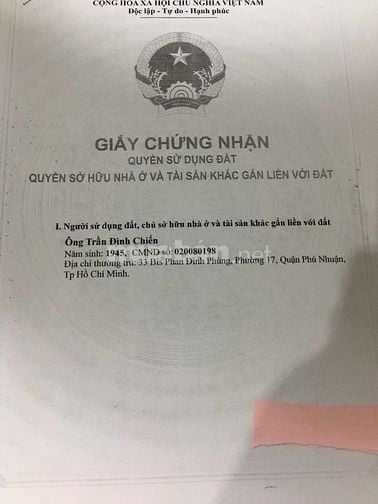 CỘNG HÒA XÃ HỘI CHỦ NGHĨA VIỆT NAM
Độc lập - Tự do - Hạnh phúc
GIẤY CHỨNG NHẬN
QUYỀN SỬ DỤNG ĐẤT
QUYỀN SỞ HỮU NHÀ Ở VÀ TÀI SẢN KHÁC GẮN LIỀN VỚI ĐẤT
I. Người sử dụng đất, chủ sở hữu nhà ở và tài sản khác gắn liền với đất
Ông Trần Đình Chiến
Năm sinh: 1945, CMND số: 020080198
Địa chỉ thường trú: 33 Bis Phan Đình Phùng, Phường 17, Quận Phú Nhuận,
Tp Hồ Chí Minh.